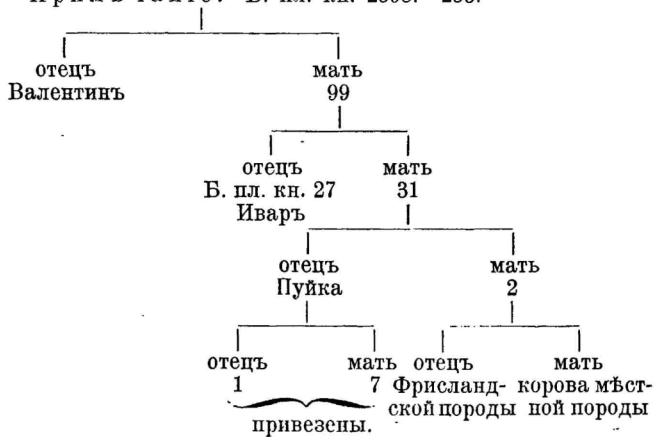 отецъ мать
Валентинъ 99
отецъ мать
Б. пл. кн. 27 31
Иваръ
отецъ мать
Пуйка 2
отецъ мать отецъ мать
1 7 Фрисланд- корова мѣст-
ской породы ной породы
привезены.